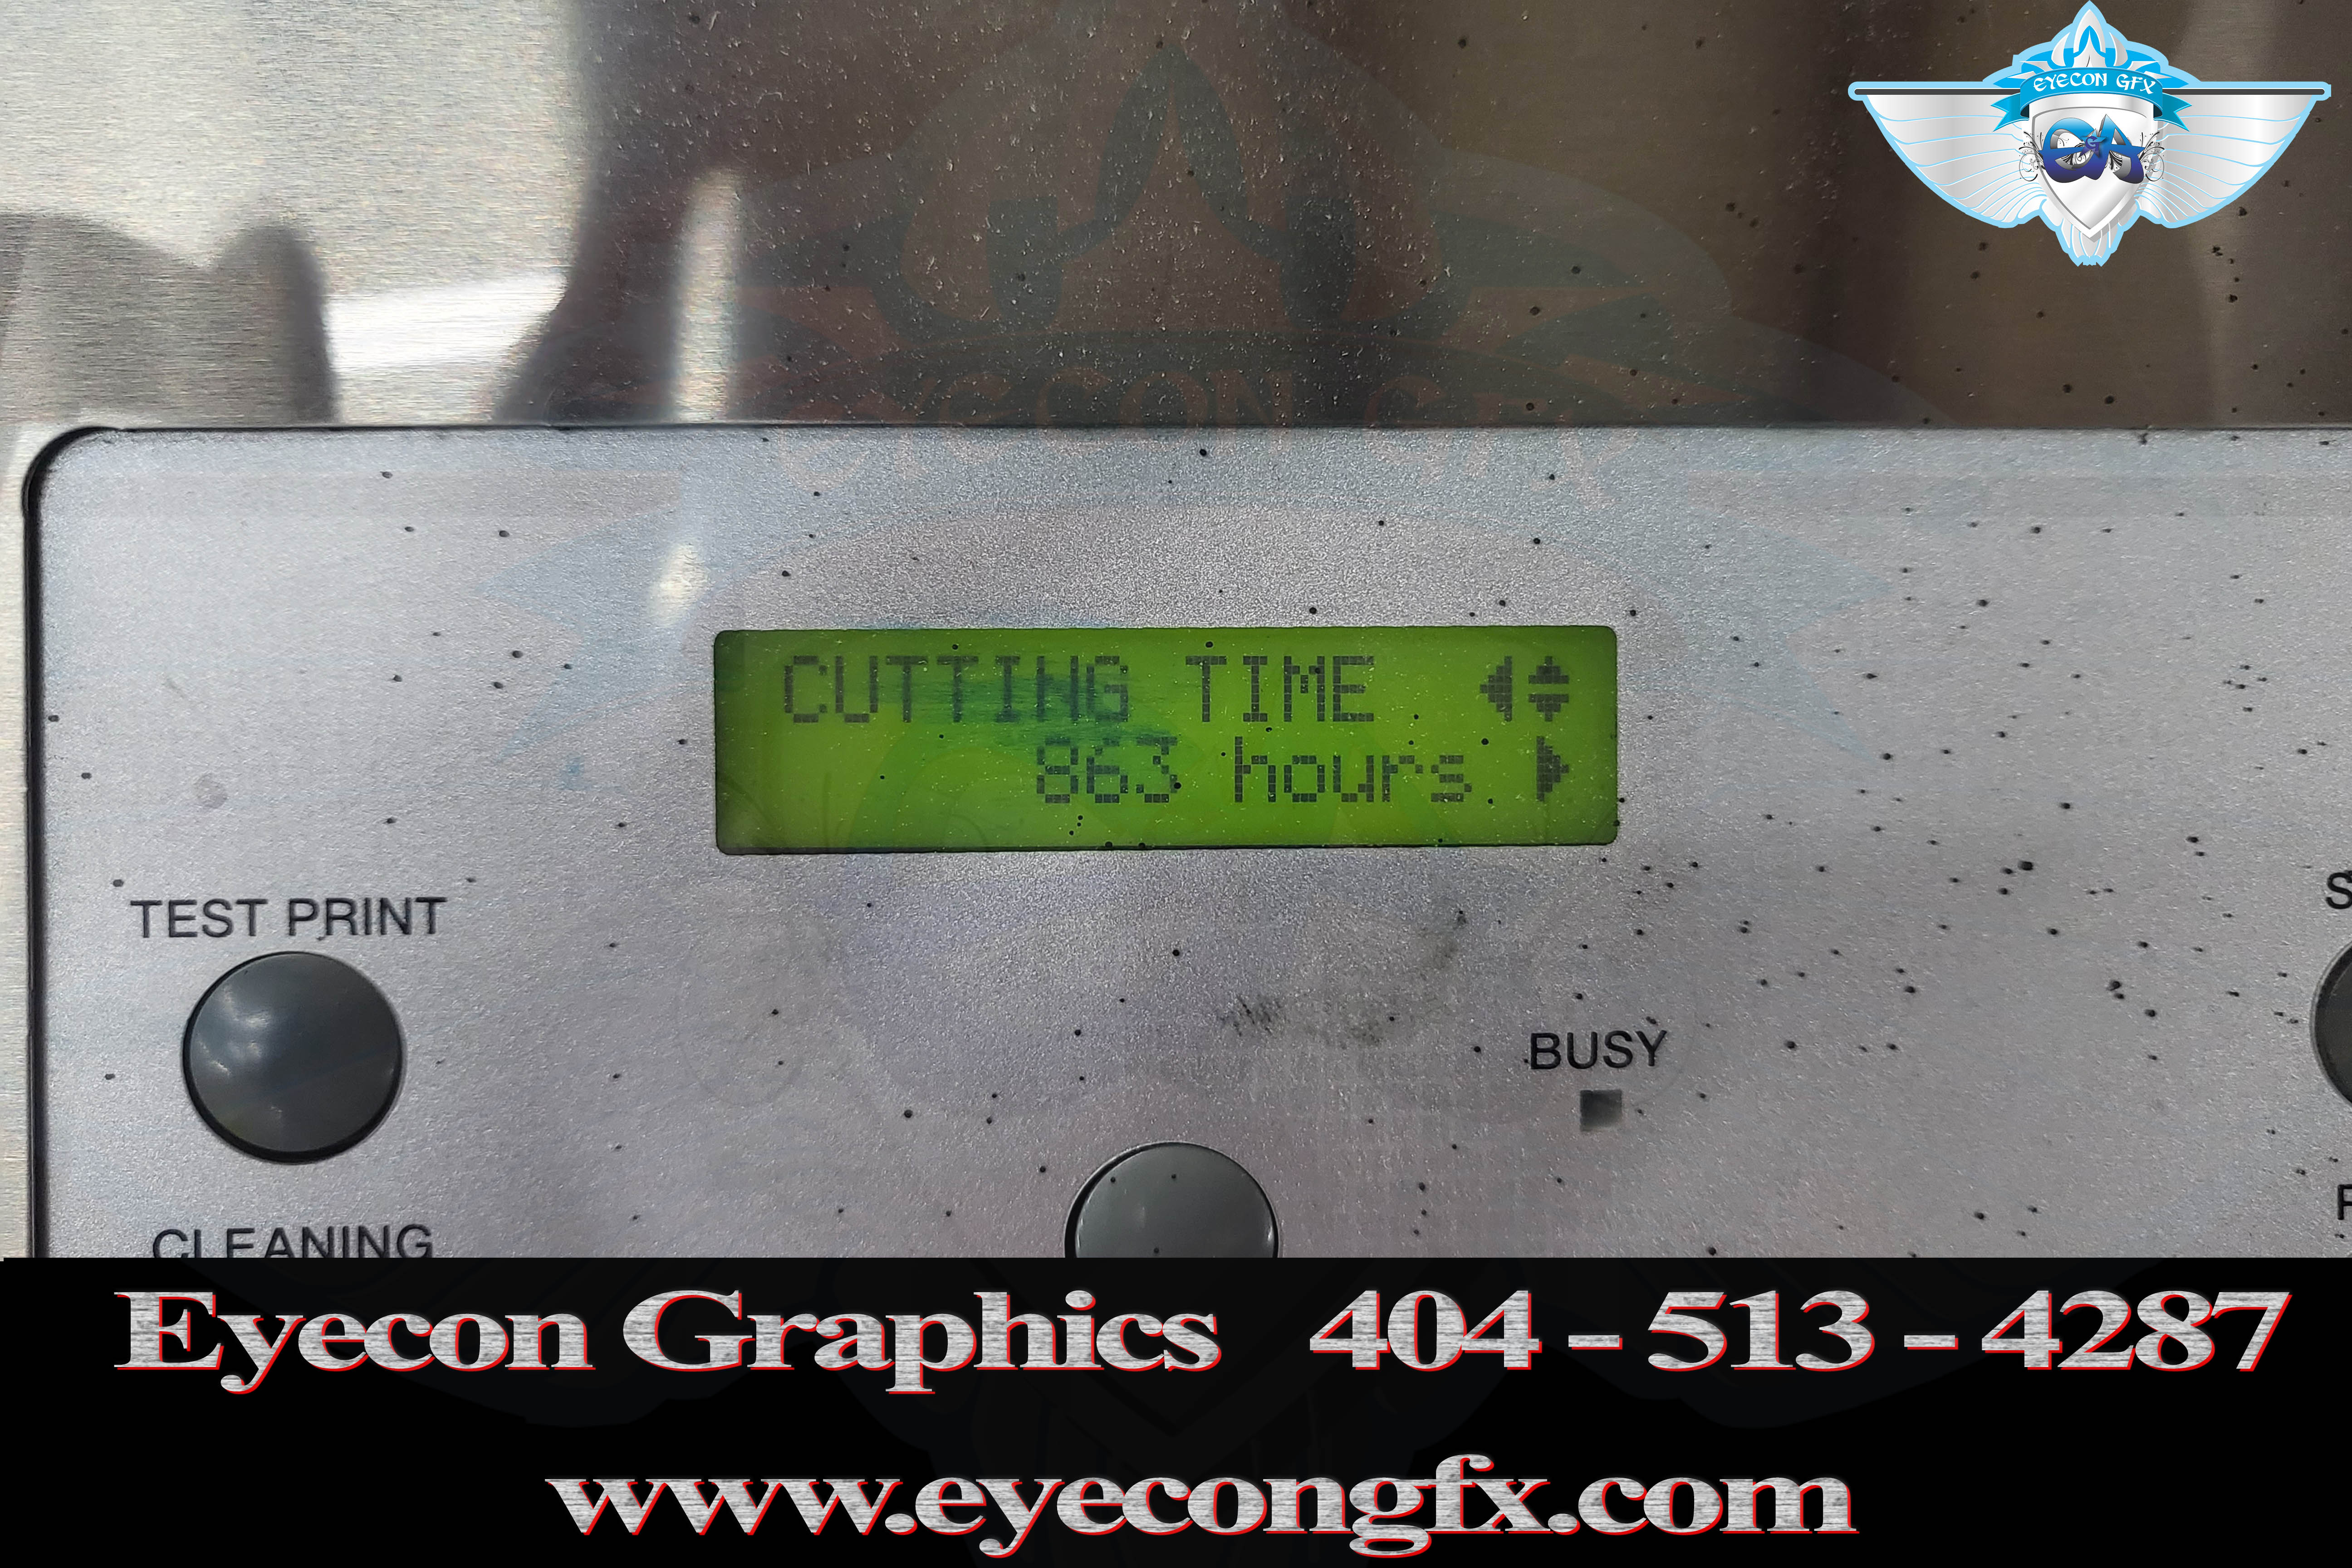 EYECON GFX
CUTTING TIME
863 hours
TEST PRINT
BUSY
CLEANING
Eyecon Graphics 404-513-4287
www.eyecongfx.com